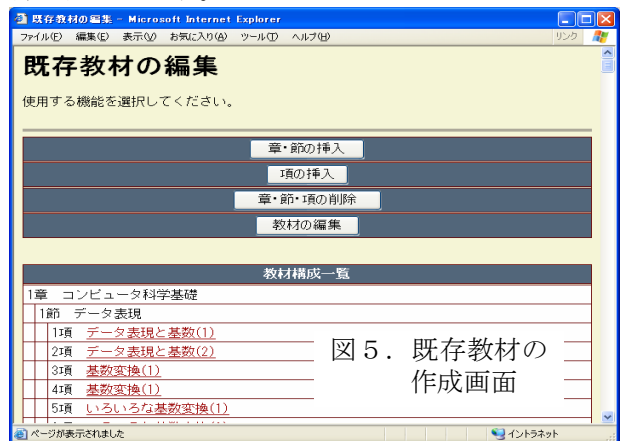 既存教材の編集 - Microsoft Internet Explorer
ファイル(F) 編集(E) 表示(V) お気に入り(A) ツール(T) ヘルプ(H) リンク
既存教材の編集
使用する機能を選択してください。
章・節の挿入
項の挿入
章・節・項の削除
教材の編集
教材構成一覧
1章 コンピュータ科学基礎
1節 データ表現
1項 データ表現と基数(1)
2項 データ表現と基数(2)
3項 基数変換(1)
4項 基数変換(1)
5項 いろいろな基数変換(1)
図5．既存教材の
作成画面
ページが表示されました イントラネット